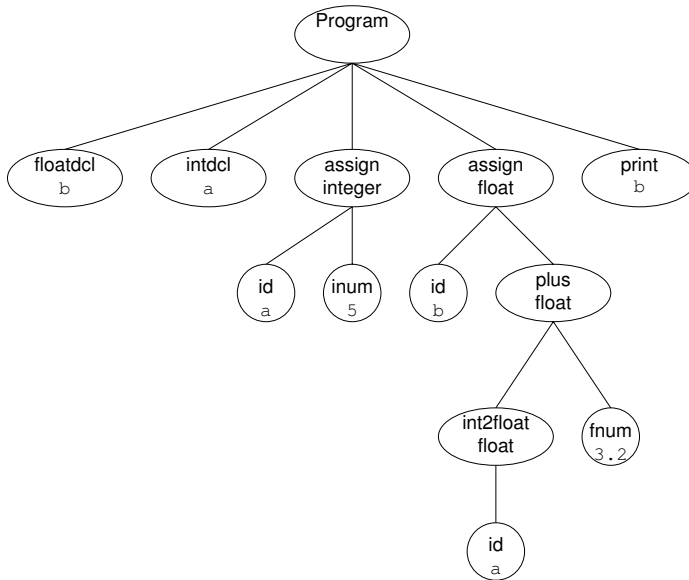 Program
floatdcl
b
intdcl
a
assign
integer
assign
float
print
b
id
a
inum
5
id
b
plus
float
int2float
float
fnum
3.2
id
a